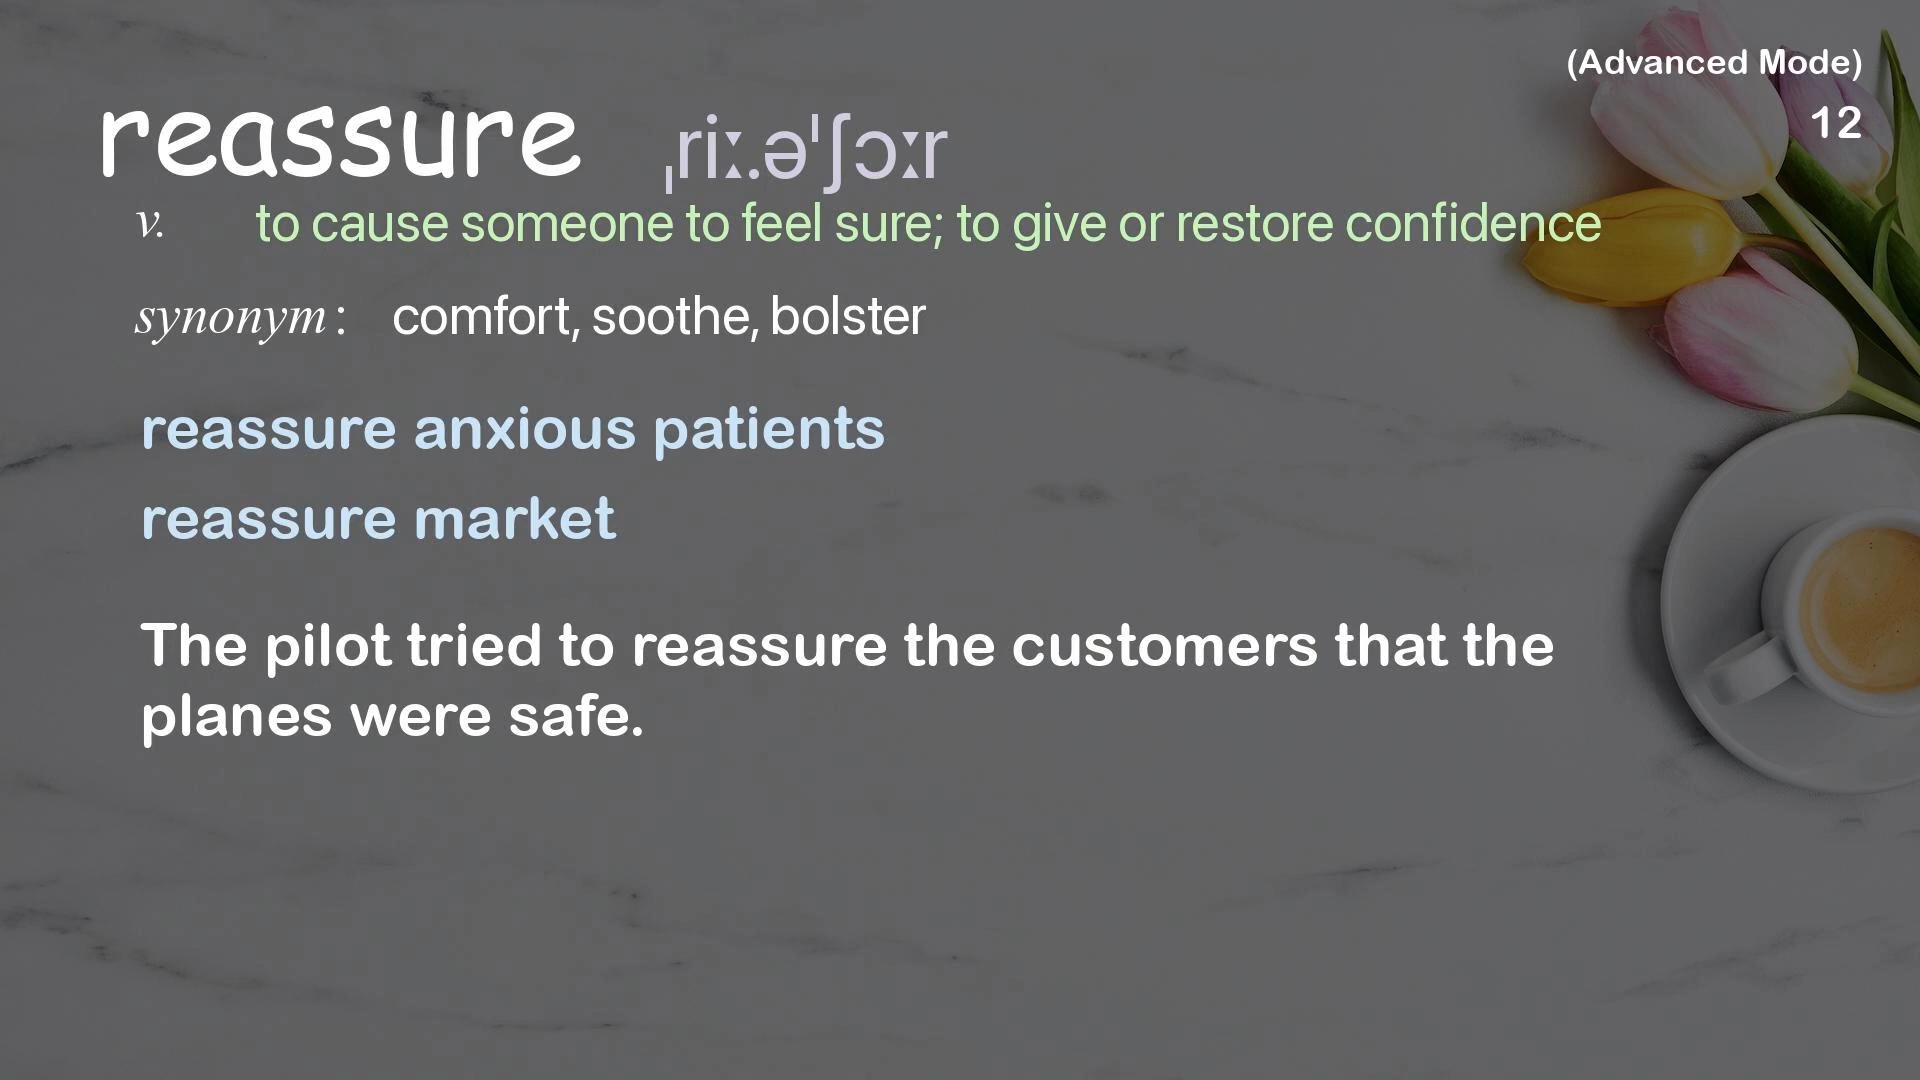 (Advanced Mode)
12
reassure ˌriː.əˈʃɔːr
v. to cause someone to feel sure; to give or restore confidence
synonym : comfort, soothe, bolster
reassure anxious patients
reassure market
The pilot tried to reassure the customers that the
planes were safe.